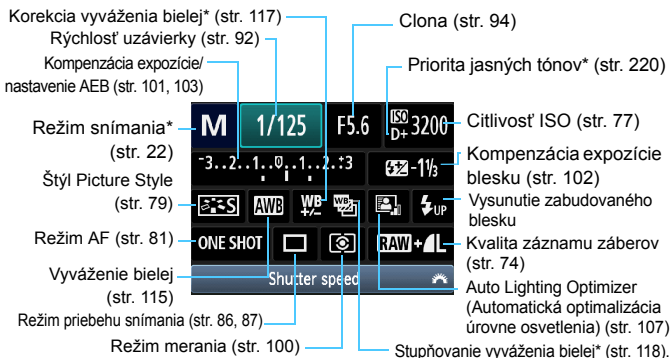 Korekcia vyváženia bielej* (str. 117)
Rýchlosť uzávierky (str. 92)
Kompenzácia expozície/
nastavenie AEB (str. 101, 103)
Režim snímania*
(str. 22)
Štýl Picture Style
(str. 79)
Režim AF (str. 81)
Vyváženie bielej
(str. 115)
Režim priebehu snímania (str. 86, 87)
Režim merania (str. 100)
Clona (str. 94)
Priorita jasných tónov* (str. 220)
Citlivosť ISO (str. 77)
Kompenzácia expozície
blesku (str. 102)
Vysunutie zabudovaného
blesku
Kvalita záznamu záberov
(str. 74)
Auto Lighting Optimizer
(Automatická optimalizácia
úrovne osvetlenia) (str. 107)
Stupňovanie vyváženia bielej* (str. 118).
M 1/125 F5.6 ISO D+ 3200
-3..2..1..0..1..2.+3 -1⅓
S AWB WB +/- WB UP
ONE SHOT RAW+L
Shutter speed